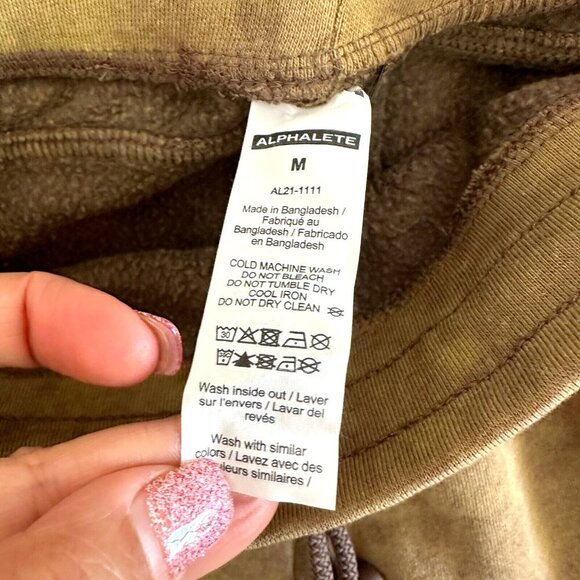 ALPHALETE
M
AL21-1111
Made in Bangladesh /
Fabriqué au
Bangladesh / Fabricado
en Bangladesh
COLD MACHINE WASH
DO NOT BLEACH
DO NOT TUMBLE DRY
COOL IRON
DO NOT DRY CLEAN
30
Wash inside out / Laver
sur l'envers / Lavar del
revés
Wash with similar
colors / Lavez avec des
similaires /